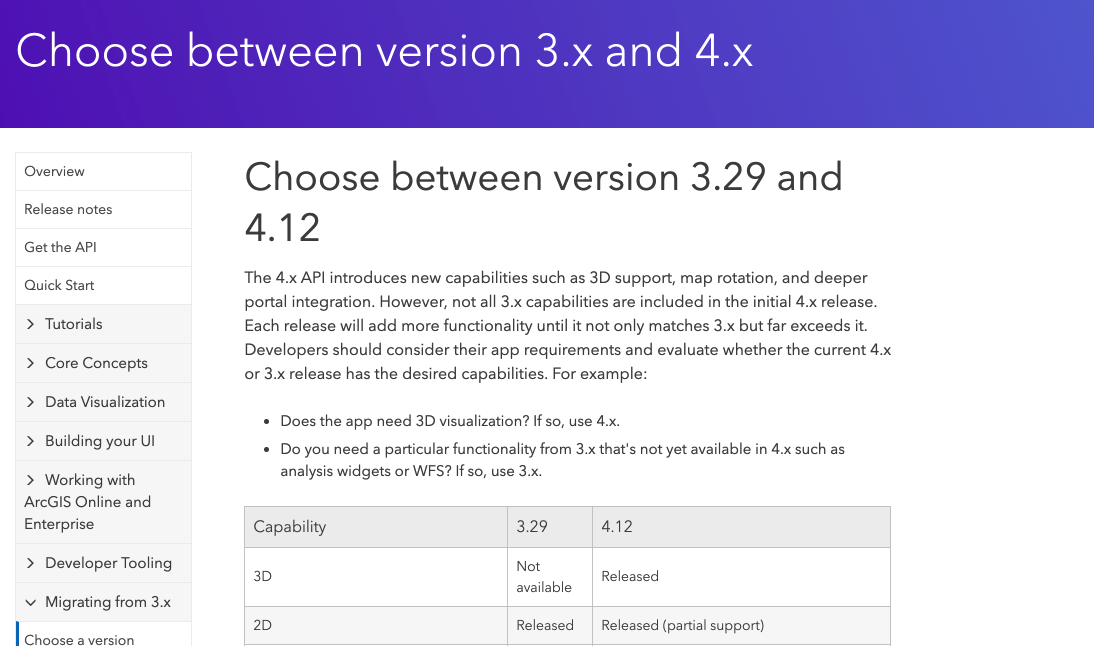 Choose between version 3.x and 4.x
Overview
Release notes
Get the API
Quick Start
Tutorials
Core Concepts
Data Visualization
Building your UI
Working with
ArcGIS Online and
Enterprise
Developer Tooling
Migrating from 3.x
Choose a version
Choose between version 3.29 and
4.12
The 4.x API introduces new capabilities such as 3D support, map rotation, and deeper
portal integration. However, not all 3.x capabilities are included in the initial 4.x release.
Each release will add more functionality until it not only matches 3.x but far exceeds it.
Developers should consider their app requirements and evaluate whether the current 4.x
or 3.x release has the desired capabilities. For example:
• Does the app need 3D visualization? If so, use 4.x.
• Do you need a particular functionality from 3.x that's not yet available in 4.x such as
analysis widgets or WFS? If so, use 3.x.
Capability 3.29 4.12
3D Not available Released
2D Released Released (partial support)